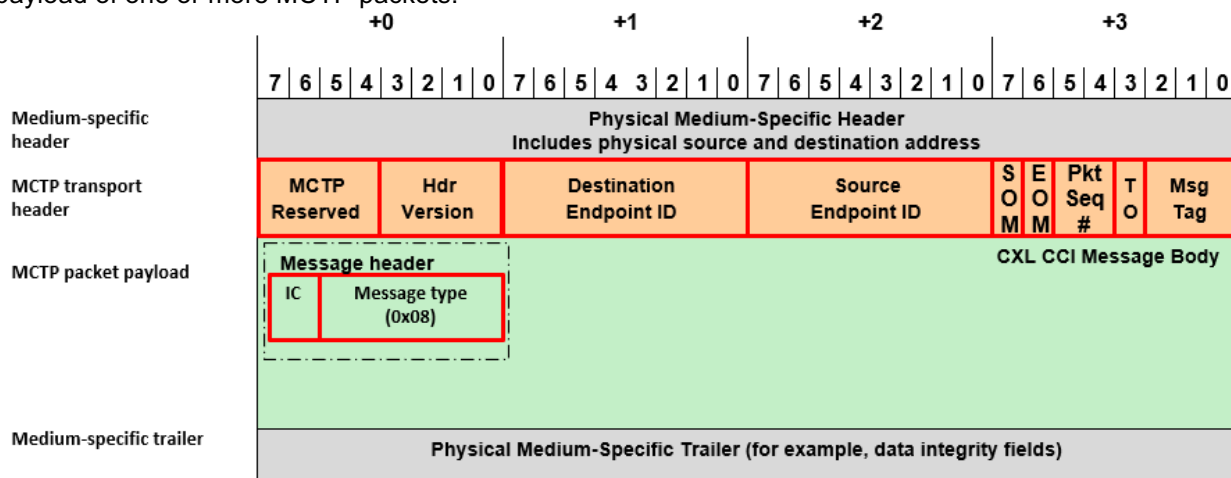 payload of one or more MCTP packets.
+0 +1 +2 +3
7 6 5 4 3 2 1 0 7 6 5 4 3 2 1 0 7 6 5 4 3 2 1 0 7 6 5 4 3 2 1 0
Medium-specific
header
Physical Medium-Specific Header
Includes physical source and destination address
MCTP transport
header
MCTP
Reserved
Hdr
Version
Destination
Endpoint ID
Source
Endpoint ID
S
O
M
E
O
M
Pkt
Seq
#
T
O
Msg
Tag
MCTP packet payload
Message header
IC
Message type
(0x08)
CXL CCI Message Body
Medium-specific trailer
Physical Medium-Specific Trailer (for example, data integrity fields)